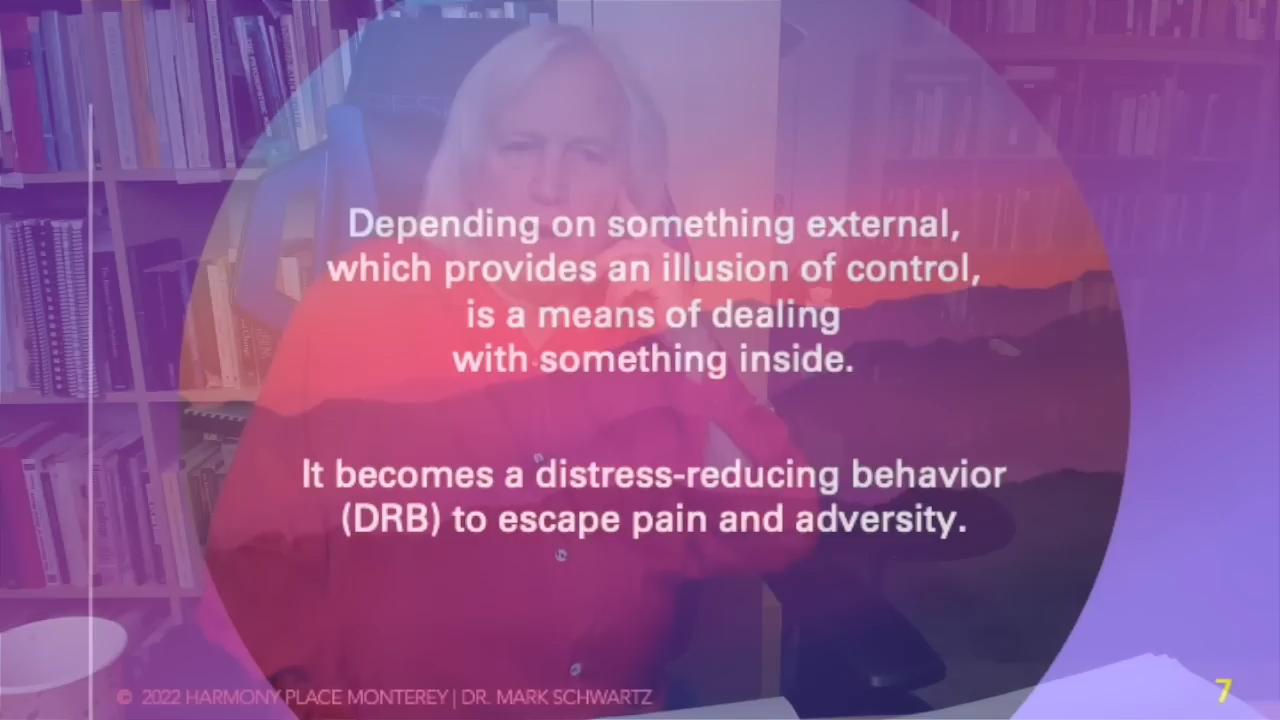 Depending on something external,
which provides an illusion of control,
is a means of dealing
with something inside.
It becomes a distress-reducing behavior
(DRB) to escape pain and adversity.
© 2022 HARMONY PLACE MONTEREY | DR. MARK SCHWARTZ
7